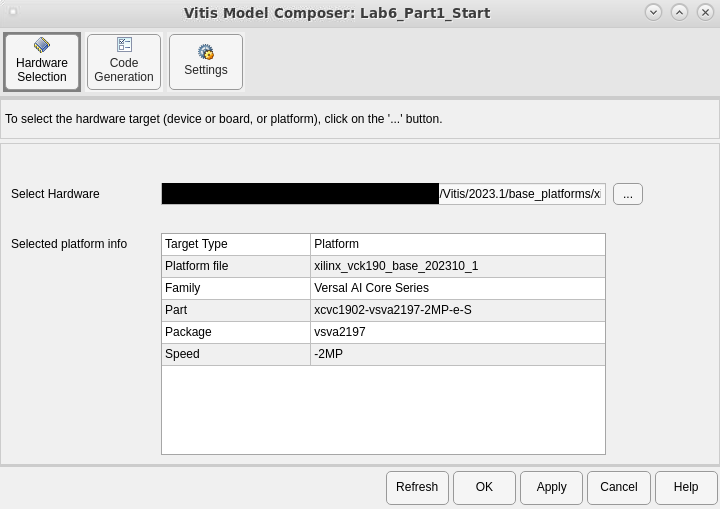 Vitis Model Composer: Lab6_Part1_Start
Hardware Selection
Code Generation
Settings
To select the hardware target (device or board, or platform), click on the '...' button.
Select Hardware
/Vitis/2023.1/base_platforms/xi
...
Selected platform info
Target Type Platform
Platform file xilinx_vck190_base_202310_1
Family Versal AI Core Series
Part xcvc1902-vsva2197-2MP-e-S
Package vsva2197
Speed -2MP
Refresh OK Apply Cancel Help